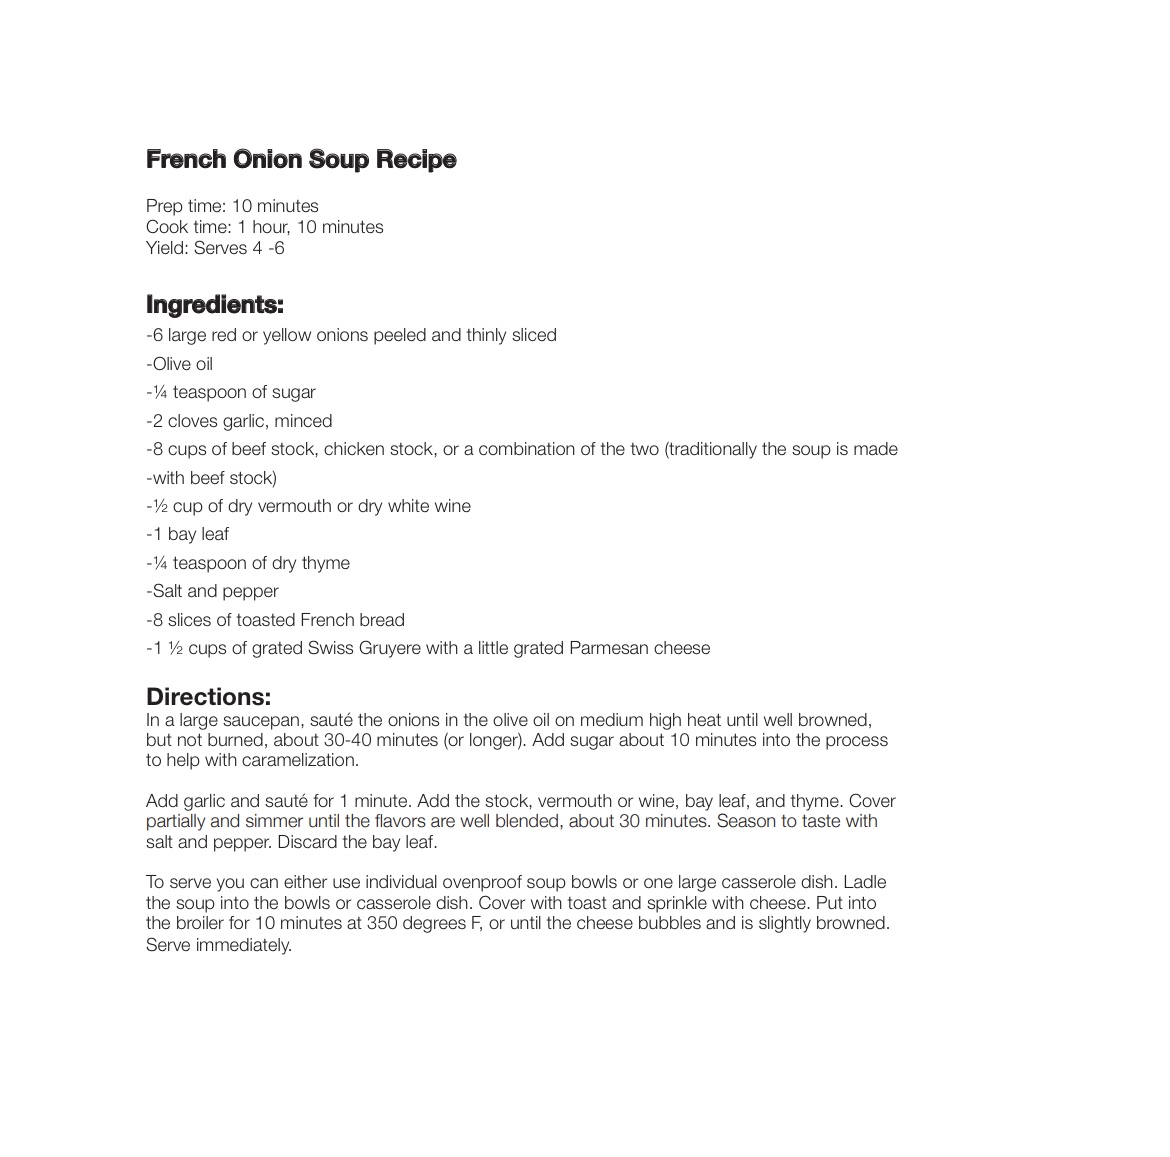 French Onion Soup Recipe
Prep time: 10 minutes
Cook time: 1 hour, 10 minutes
Yield: Serves 4 -6
Ingredients:
-6 large red or yellow onions peeled and thinly sliced
-Olive oil
-¼ teaspoon of sugar
-2 cloves garlic, minced
-8 cups of beef stock, chicken stock, or a combination of the two (traditionally the soup is made
-with beef stock)
-½ cup of dry vermouth or dry white wine
-1 bay leaf
-¼ teaspoon of dry thyme
-Salt and pepper
-8 slices of toasted French bread
-1 ½ cups of grated Swiss Gruyere with a little grated Parmesan cheese
Directions:
In a large saucepan, sauté the onions in the olive oil on medium high heat until well browned,
but not burned, about 30-40 minutes (or longer). Add sugar about 10 minutes into the process
to help with caramelization.
Add garlic and sauté for 1 minute. Add the stock, vermouth or wine, bay leaf, and thyme. Cover
partially and simmer until the flavors are well blended, about 30 minutes. Season to taste with
salt and pepper. Discard the bay leaf.
To serve you can either use individual ovenproof soup bowls or one large casserole dish. Ladle
the soup into the bowls or casserole dish. Cover with toast and sprinkle with cheese. Put into
the broiler for 10 minutes at 350 degrees F, or until the cheese bubbles and is slightly browned.
Serve immediately.